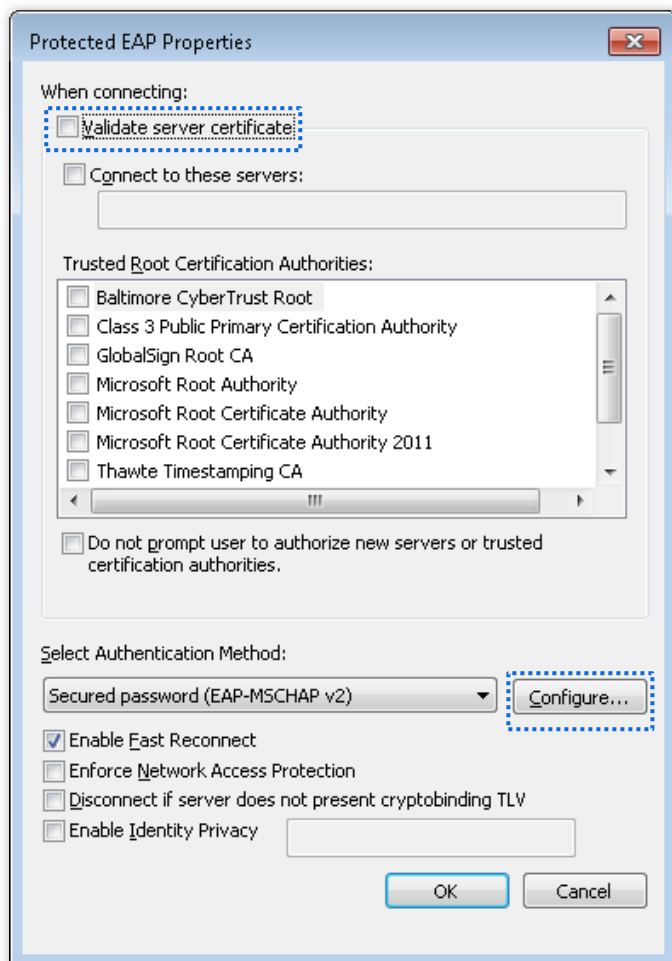 Protected EAP Properties
When connecting:
Validate server certificate
Connect to these servers:
Trusted Root Certification Authorities:
Baltimore CyberTrust Root
Class 3 Public Primary Certification Authority
GlobalSign Root CA
Microsoft Root Authority
Microsoft Root Certificate Authority
Microsoft Root Certificate Authority 2011
Thawte Timestamping CA
Do not prompt user to authorize new servers or trusted
certification authorities.
Select Authentication Method:
Secured password (EAP-MSCHAP v2) Configure...
Enable Fast Reconnect
Enforce Network Access Protection
Disconnect if server does not present cryptobinding TLV
Enable Identity Privacy
OK Cancel